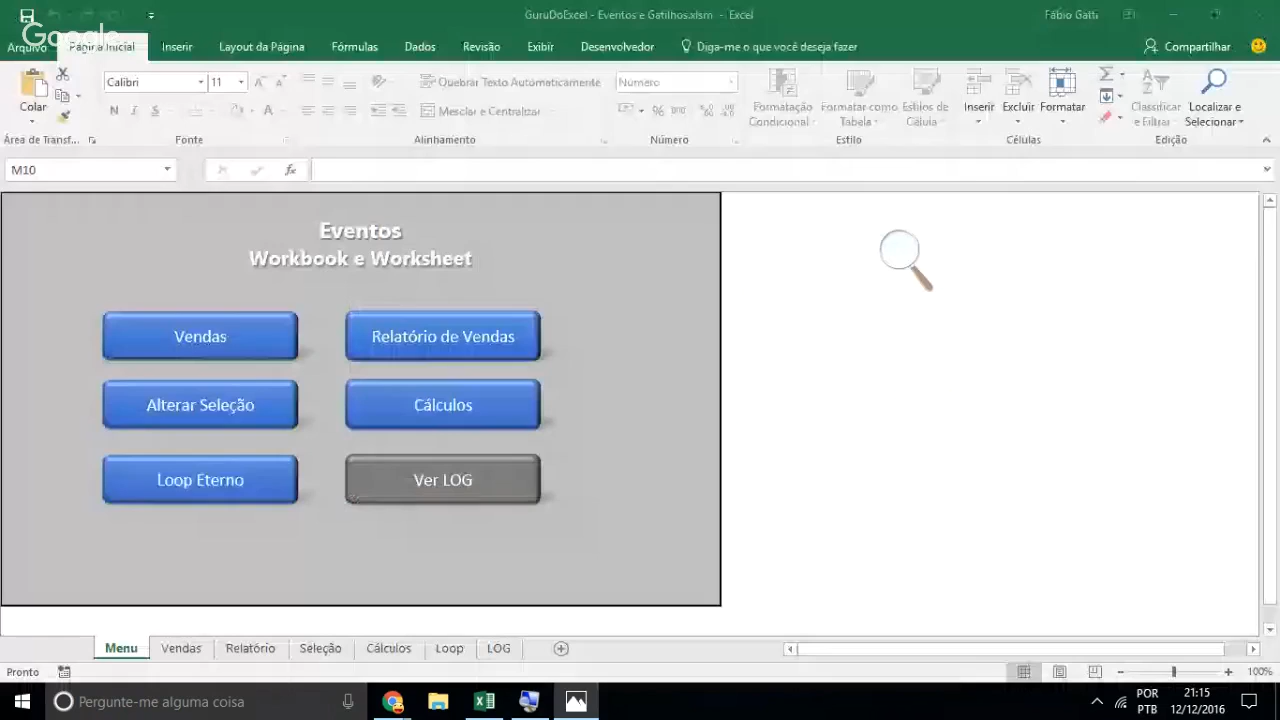 GuruDoExcel - Eventos e Gatilhos.xlsm - Excel
Fábio Gatti
Google
Arquivo Página Inicial Inserir Layout da Página Fórmulas Dados Revisão Exibir Desenvolvedor Diga-me o que você deseja fazer Compartilhar
Colar
Calibri 11
Quebrar Texto Automaticamente
Número
N I S
Mesclar e Centralizar
Formatação Condicional
Formatar como Tabela
Estilos de Célula
Inserir Excluir Formatar
Classificar e Filtrar
Localizar e Selecionar
Área de Transf... Fonte Alinhamento Número Estilo Células Edição
M10
fx
Eventos
Workbook e Worksheet
Vendas Relatório de Vendas
Alterar Seleção Cálculos
Loop Eterno Ver LOG
Menu Vendas Relatório Seleção Cálculos Loop LOG
Pronto
100%
Pergunte-me alguma coisa
POR 21:15
PTB 12/12/2016